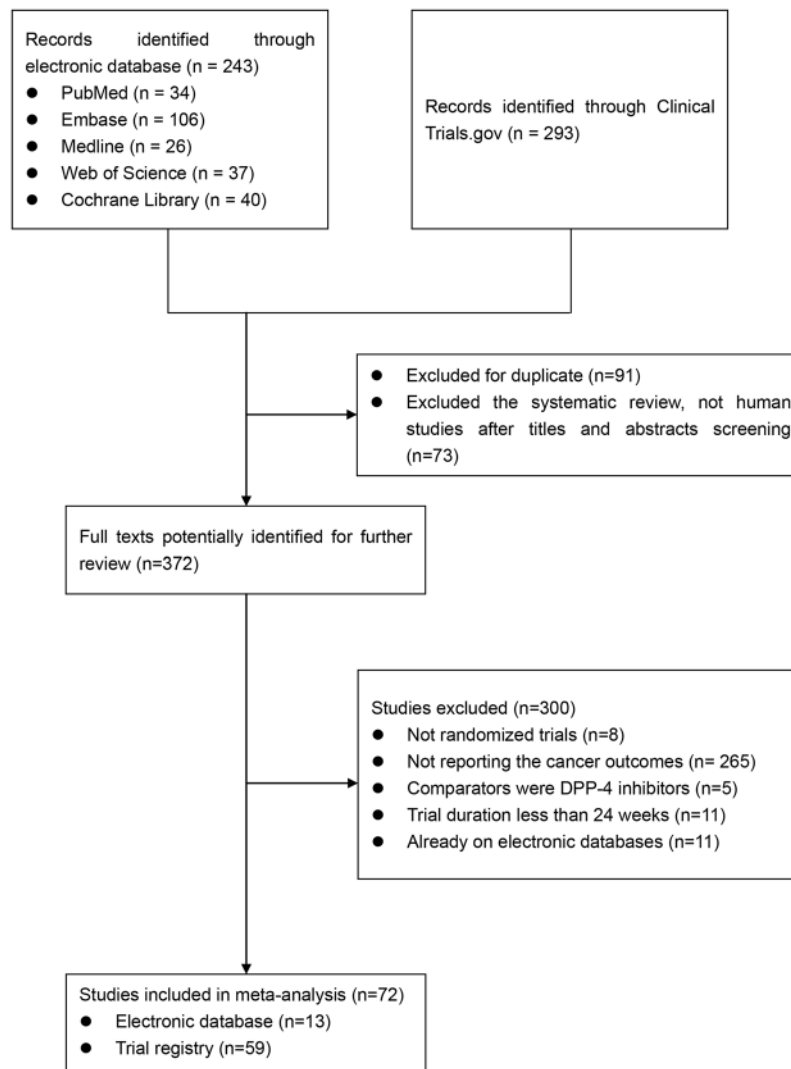 Records identified through
electronic database (n = 243)
● PubMed (n = 34)
● Embase (n = 106)
● Medline (n = 26)
● Web of Science (n = 37)
● Cochrane Library (n = 40)
Records identified through Clinical
Trials.gov (n = 293)
● Excluded for duplicate (n=91)
● Excluded the systematic review, not human
studies after titles and abstracts screening
(n=73)
Full texts potentially identified for further
review (n=372)
Studies excluded (n=300)
● Not randomized trials (n=8)
● Not reporting the cancer outcomes (n= 265)
● Comparators were DPP-4 inhibitors (n=5)
● Trial duration less than 24 weeks (n=11)
● Already on electronic databases (n=11)
Studies included in meta-analysis (n=72)
● Electronic database (n=13)
● Trial registry (n=59)